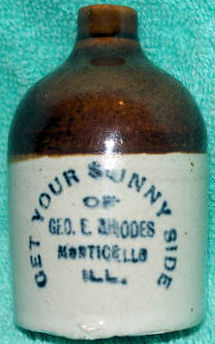 GET YOUR SUNNY SIDE
OF
GEO. E. RHODES
MONTICELLO
ILL.